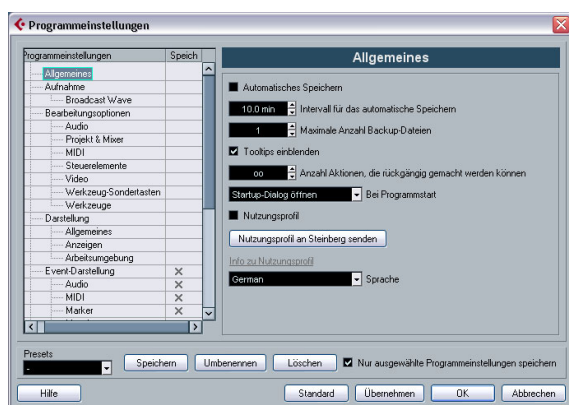 Programmeinstellungen
Programmeinstellungen Speich
Allgemeines
Aufnahme
Broadcast Wave
Bearbeitungsoptionen
Audio
Projekt & Mixer
MIDI
Steuerelemente
Video
Werkzeug-Sondertasten
Werkzeuge
Darstellung
Allgemeines
Anzeigen
Arbeitsumgebung
Event-Darstellung
Audio
MIDI
Marker
Allgemeines
Automatisches Speichern
10.0 min Intervall für das automatische Speichern
1 Maximale Anzahl Backup-Dateien
Tooltips einblenden
oo Anzahl Aktionen, die rückgängig gemacht werden können
Startup-Dialog öffnen Bei Programmstart
Nutzungsprofil
Nutzungsprofil an Steinberg senden
Info zu Nutzungsprofil
German Sprache
Presets
- Speichern Umbenennen Löschen Nur ausgewählte Programmeinstellungen speichern
Hilfe Standard Übernehmen OK Abbrechen